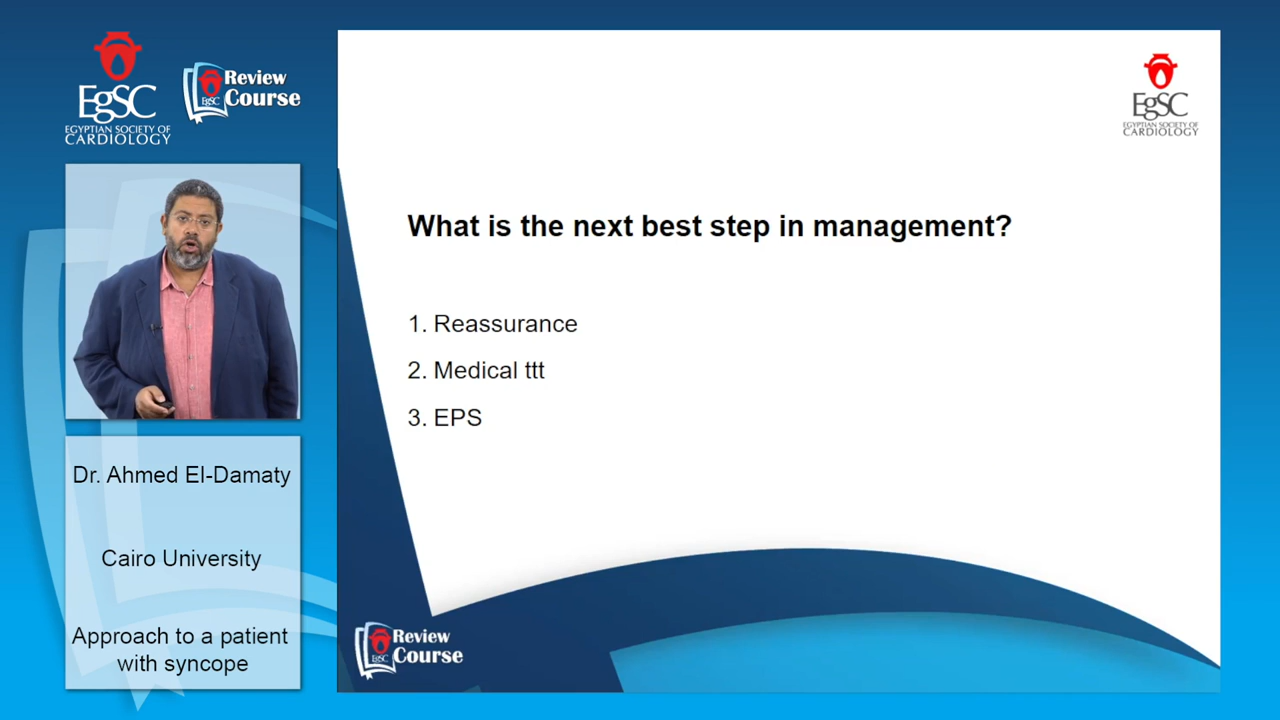 EgSC
EGYPTIAN SOCIETY OF
CARDIOLOGY
EgSC
Review
Course
EgSC
EGYPTIAN SOCIETY OF
CARDIOLOGY
What is the next best step in management?
1. Reassurance
2. Medical ttt
3. EPS
Dr. Ahmed El-Damaty
Cairo University
Approach to a patient
with syncope
EgSC
Review
Course